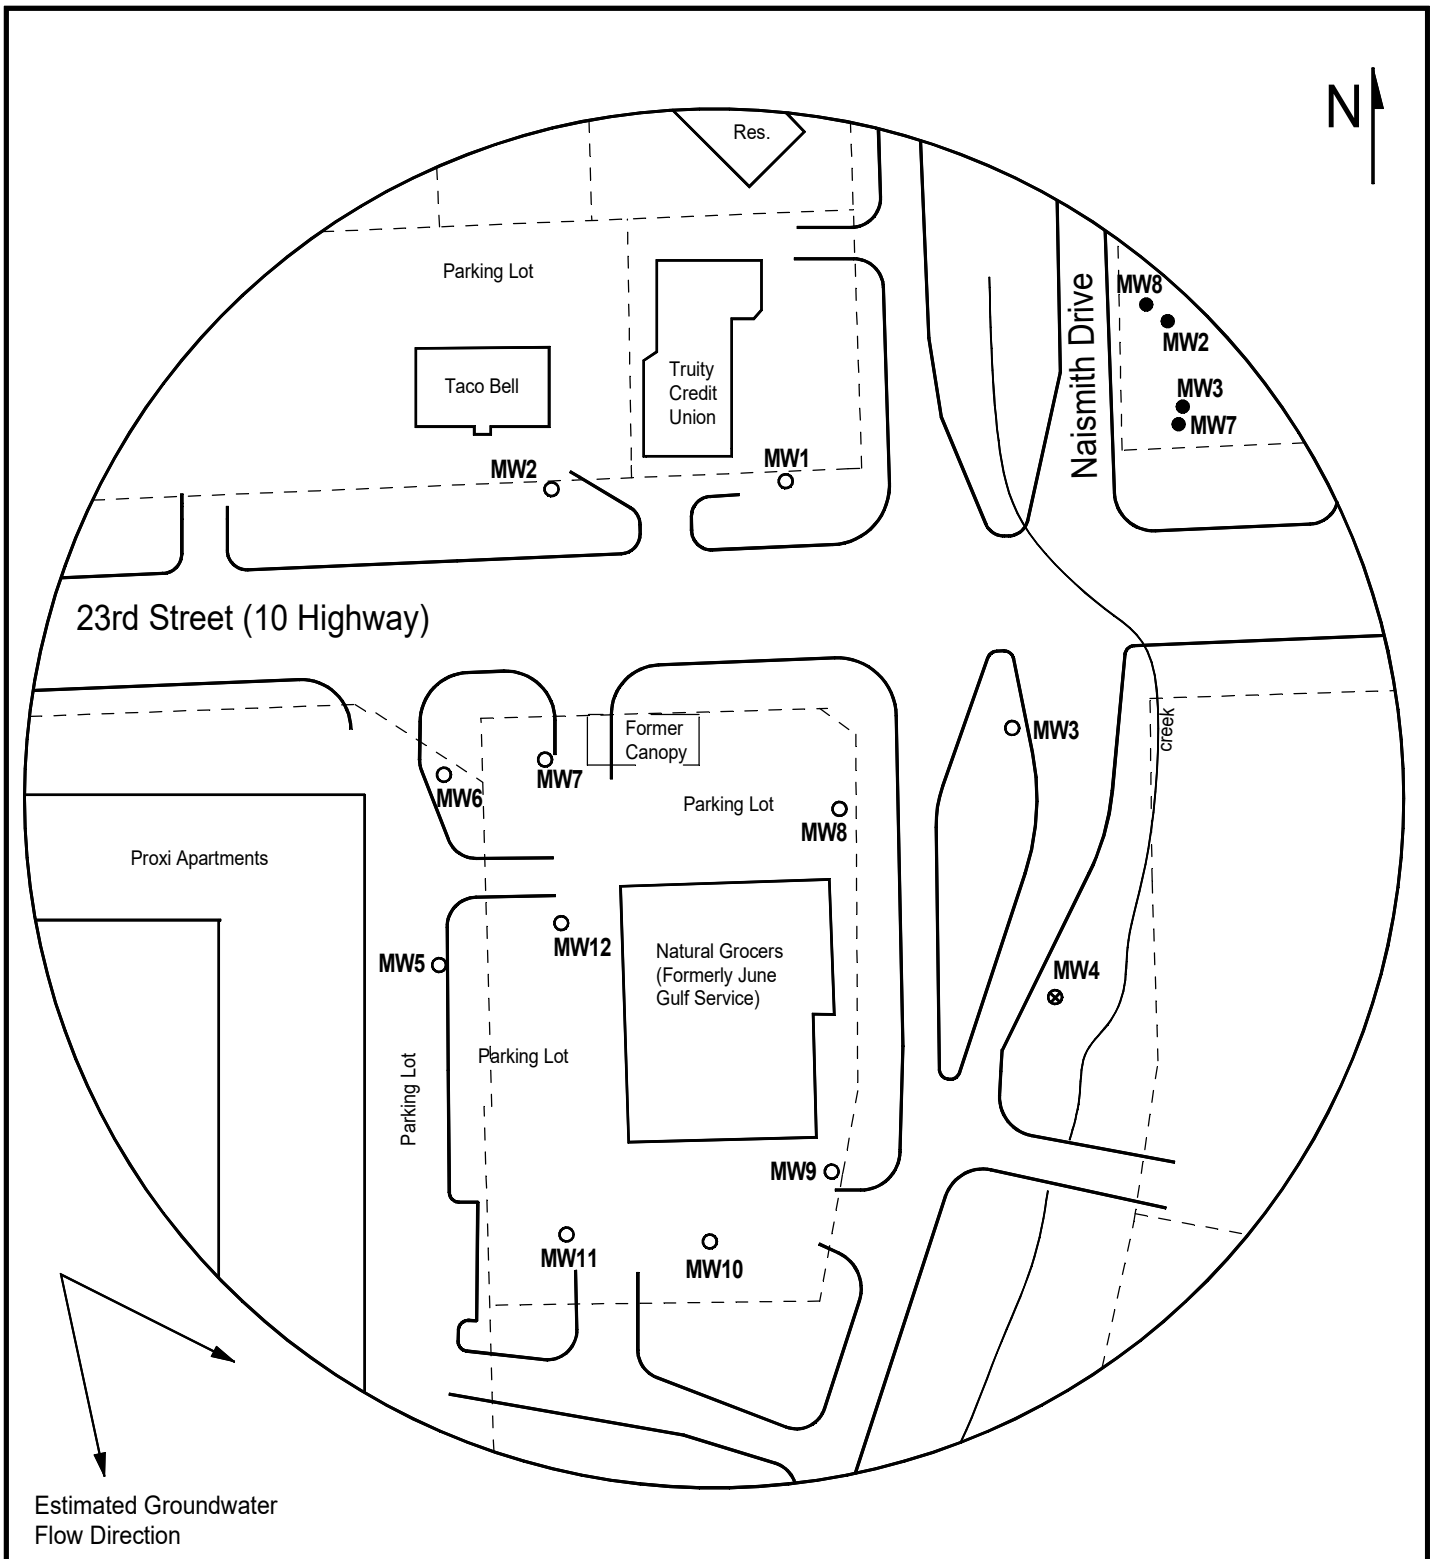 N
Res.
Parking Lot
MW8
MW2
Naismith Drive
Taco Bell
Truity
Credit
Union
MW3
MW7
MW2
MW1
23rd Street (10 Highway)
Former
Canopy
MW3
creek
MW7
MW6
Parking Lot
MW8
Proxi Apartments
MW12
MW5
Natural Grocers
(Formerly June
Gulf Service)
MW4
Parking Lot
Parking Lot
MW9
MW11
MW10
Estimated Groundwater
Flow Direction